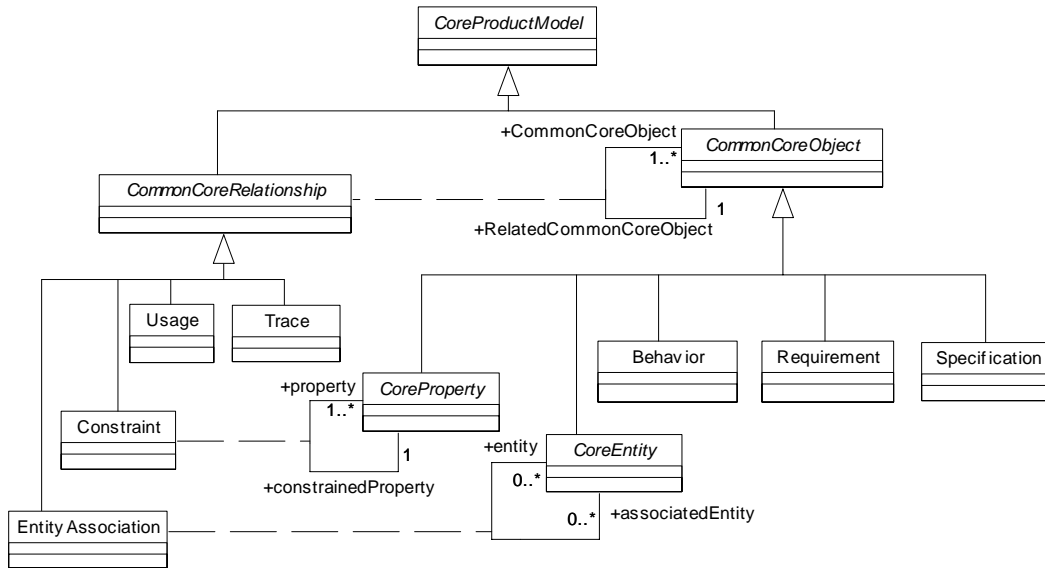 CoreProductModel
+CommonCoreObject
1..*
CommonCoreObject
CommonCoreRelationship
1
+RelatedCommonCoreObject
Usage
Trace
Behavior
Requirement
Specification
+property
1..*
CoreProperty
Constraint
1
+constrainedProperty
+entity
0..*
CoreEntity
Entity Association
0..*
+associatedEntity